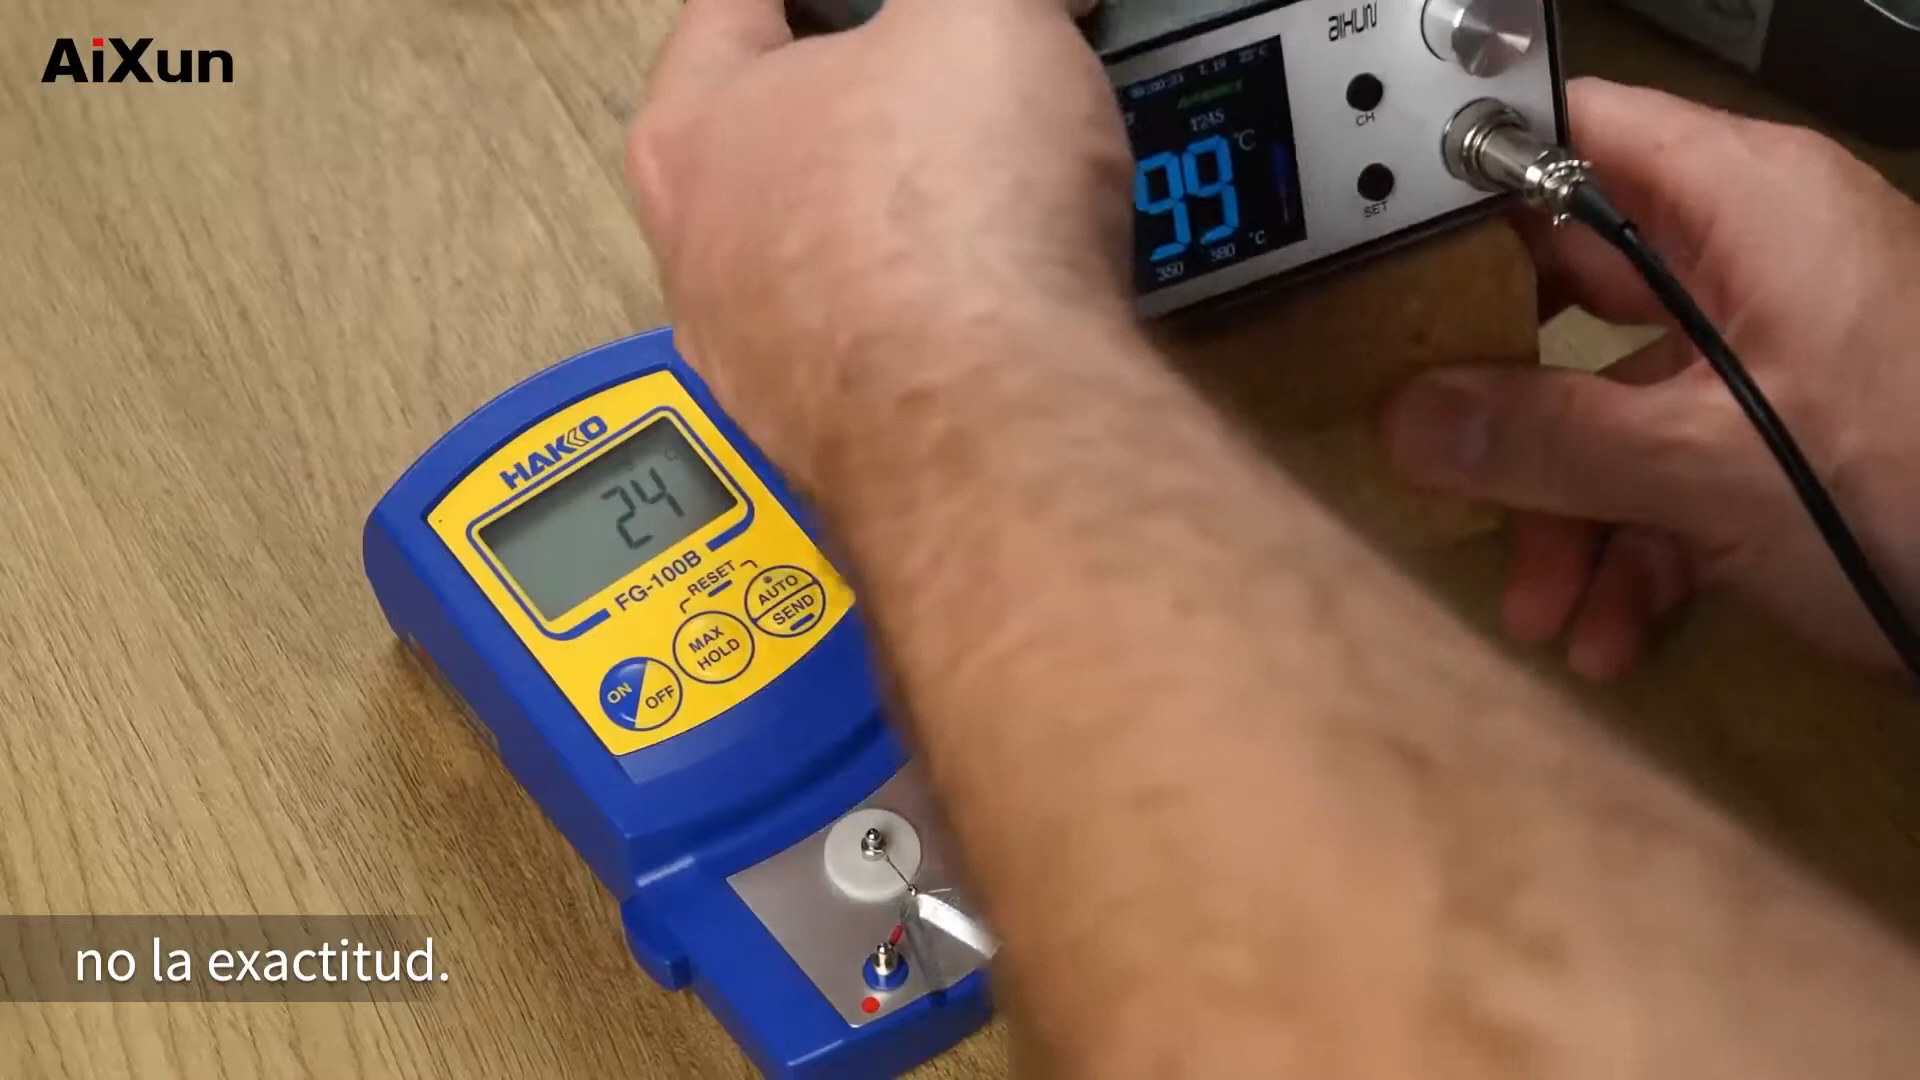 AiXun
AIXUN
CH
SET
T245
°C
99
350 380 °C
HAKKO
24
°C
FG-100B
RESET
AUTO
SEND
MAX
HOLD
ON
OFF
no la exactitud.